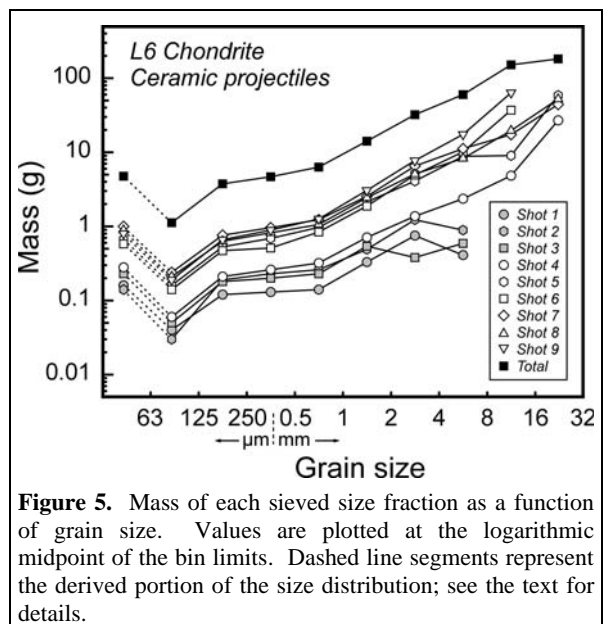 L6 Chondrite
Ceramic projectiles
100
10
1
0.1
0.01
Mass (g)
Shot 1
Shot 2
Shot 3
Shot 4
Shot 5
Shot 6
Shot 7
Shot 8
Shot 9
Total
63 125 250 0.5 1 2 4 8 16 32
μm mm
Grain size
Figure 5. Mass of each sieved size fraction as a function
of grain size. Values are plotted at the logarithmic
midpoint of the bin limits. Dashed line segments represent
the derived portion of the size distribution; see the text for
details.